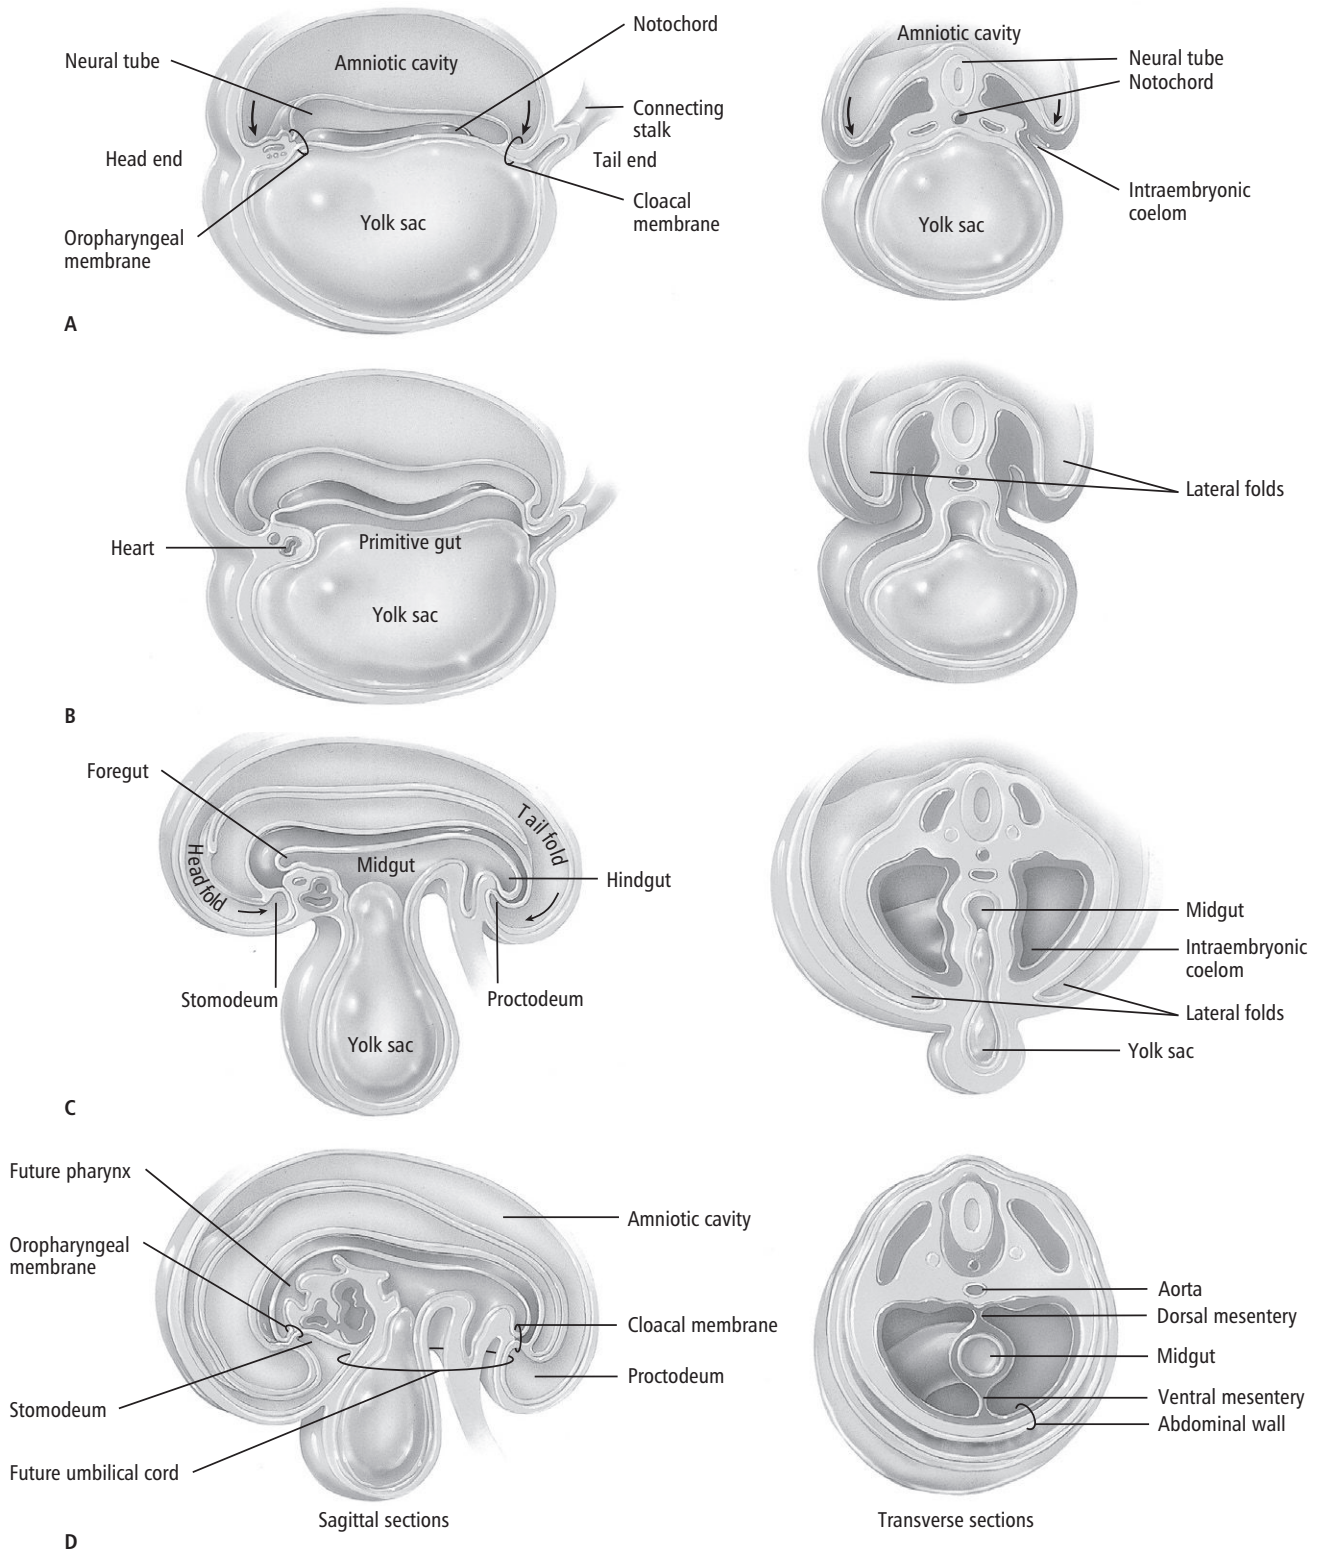 Notochord
Amniotic cavity
Neural tube
Amniotic cavity
Neural tube
Notochord
Connecting
stalk
Head end
Tail end
Cloacal
membrane
Intraembryonic
coelom
Yolk sac
Yolk sac
Oropharyngeal
membrane
A
Lateral folds
Heart
Primitive gut
Yolk sac
B
Foregut
Tail fold
Midgut
Head fold
Hindgut
Midgut
Intraembryonic
coelom
Stomodeum
Proctodeum
Lateral folds
Yolk sac
Yolk sac
C
Future pharynx
Amniotic cavity
Oropharyngeal
membrane
Aorta
Dorsal mesentery
Cloacal membrane
Midgut
Proctodeum
Ventral mesentery
Abdominal wall
Stomodeum
Future umbilical cord
Sagittal sections
Transverse sections
D